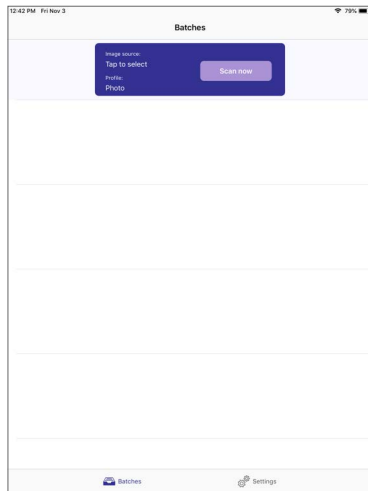 12:42 PM Fri Nov 3 79%
Batches
Image source:
Tap to select
Scan now
Profile:
Photo
Batches Settings